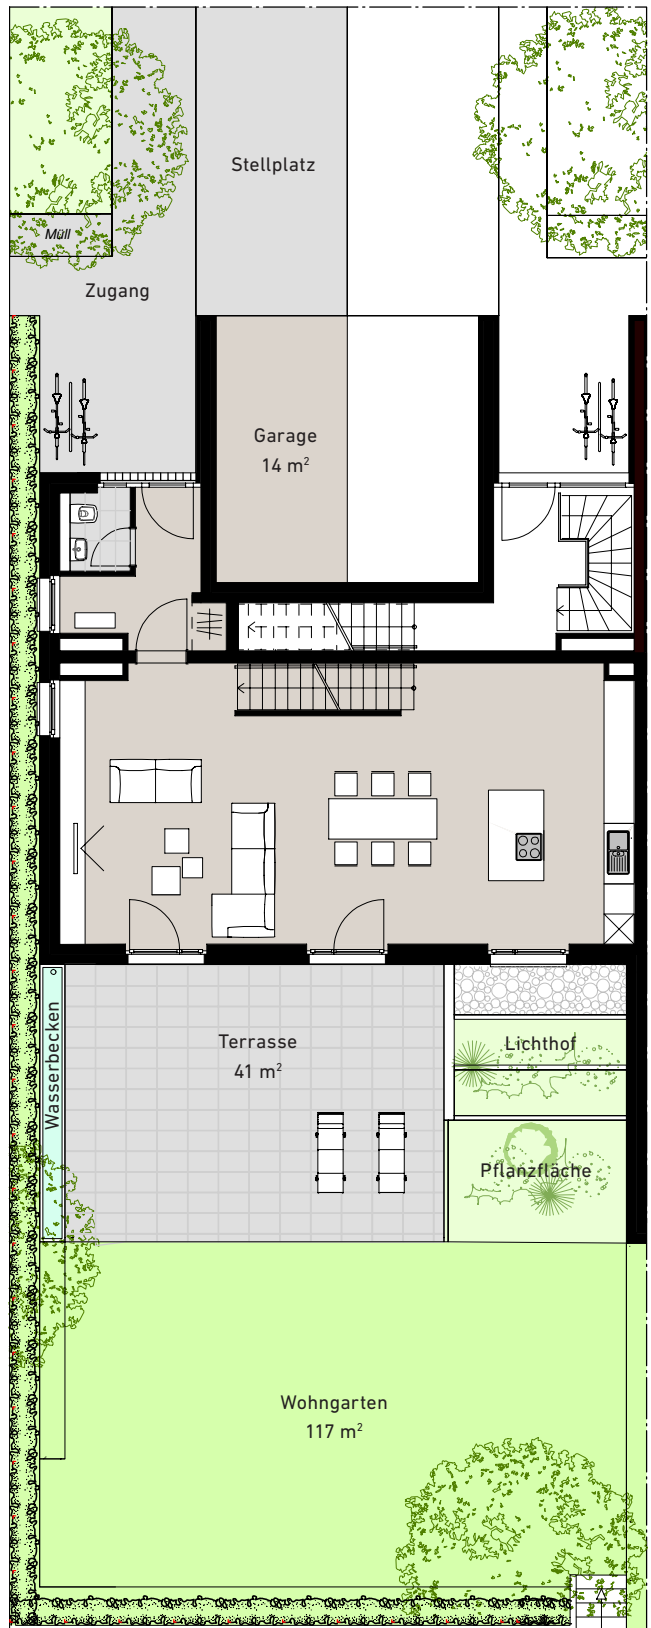 Stellplatz
Müll
Zugang
Garage
14 m²
Wasserbecken
Terrasse
41 m²
Lichthof
Pflanzfläche
Wohngarten
117 m²